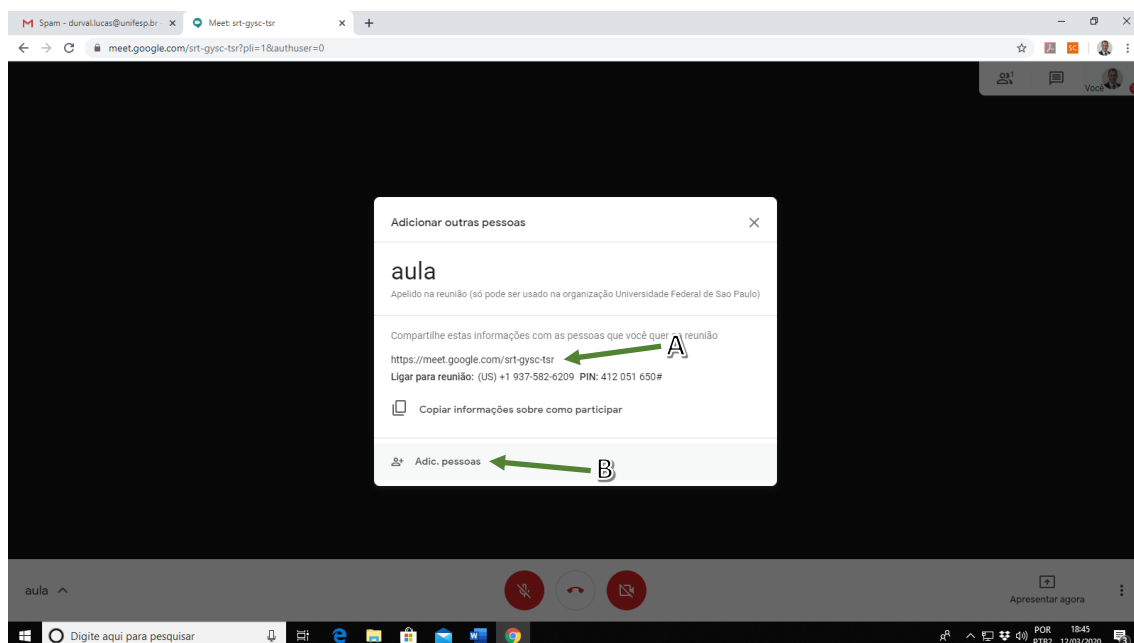 Spam - durval.lucas@unifesp.br -
Meet: srt-gysc-tsr
meet.google.com/srt-gysc-tsr?pli=1&authuser=0
SC
1
Você
Adicionar outras pessoas
aula
Apelido na reunião (só pode ser usado na organização Universidade Federal de Sao Paulo)
Compartilhe estas informações com as pessoas que você quer na reunião
A
https://meet.google.com/srt-gysc-tsr
Ligar para reunião: (US) +1 937-582-6209 PIN: 412 051 650#
Copiar informações sobre como participar
Adic. pessoas
B
aula
Apresentar agora
Digite aqui para pesquisar
POR 18:45
PTB2 12/03/2020